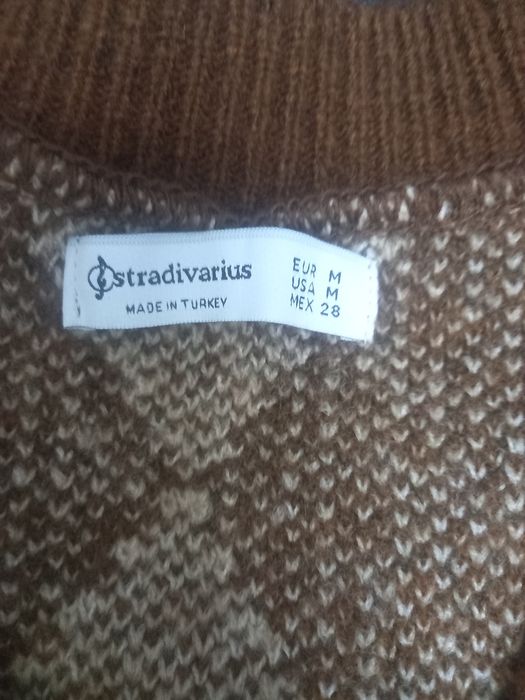 stradivarius
MADE IN TURKEY
EUR M
USA M
MEX 28